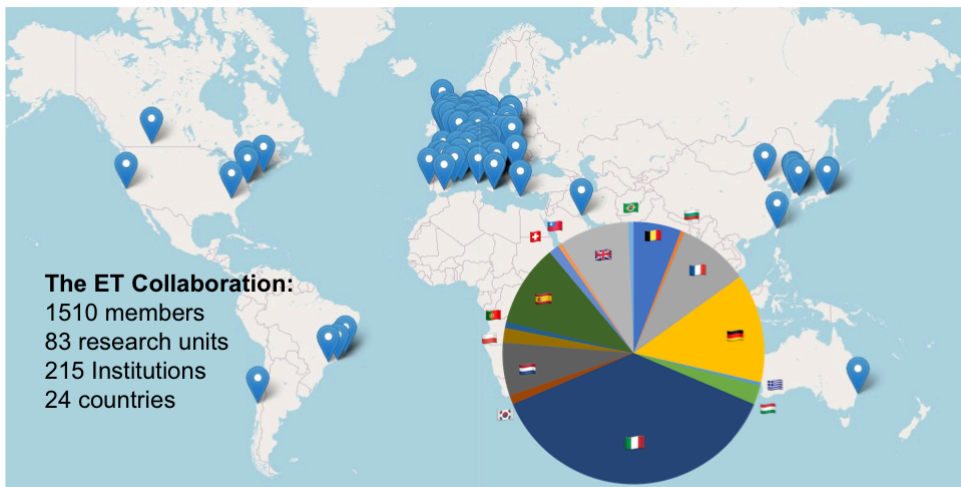 The ET Collaboration:
1510 members
83 research units
215 Institutions
24 countries